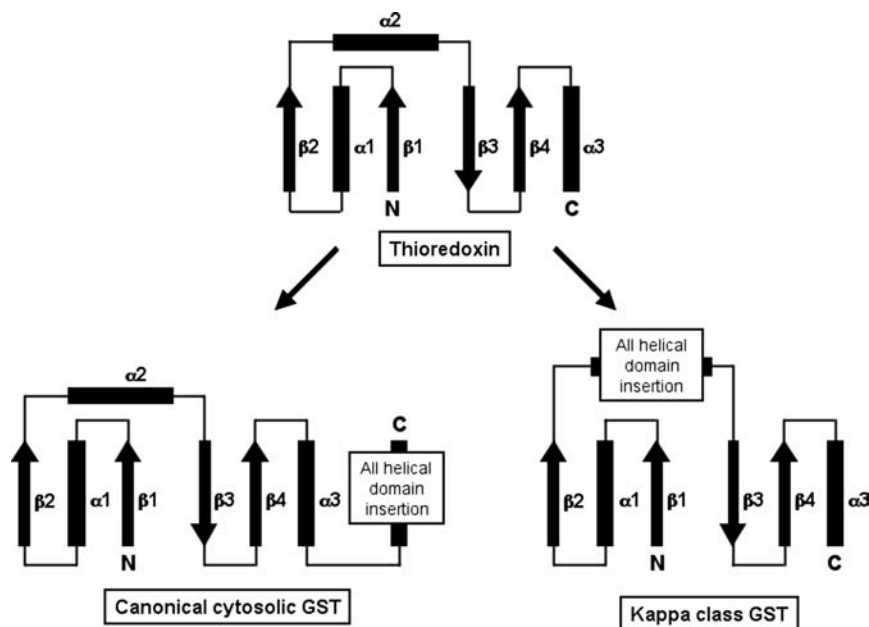 α2
β2
α1
β1
β3
β4
α3
N
C
Thioredoxin
α2
β2
α1
β1
β3
β4
α3
N
C
All helical
domain
insertion
Canonical cytosolic GST
All helical
domain
insertion
β2
α1
β1
β3
β4
α3
N
C
Kappa class GST